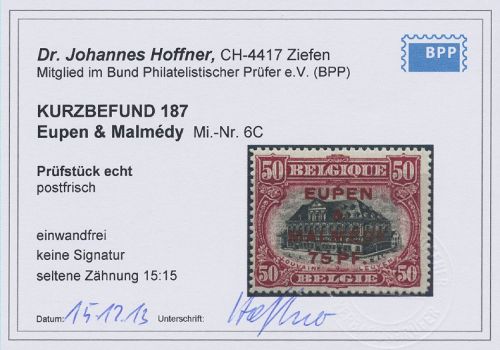 Dr. Johannes Hoffner, CH-4417 Ziefen
Mitglied im Bund Philatelistischer Prüfer e.V. (BPP)
BPP
KURZBEFUND 187
Eupen & Malmédy Mi.-Nr. 6C
Prüfstück echt
postfrisch
einwandfrei
keine Signatur
seltene Zähnung 15:15
50 BELGIQUE 50
EUPEN
&
75 PF.
50 BELGIË 50
Datum: 15.12.13 Unterschrift: Hoffner